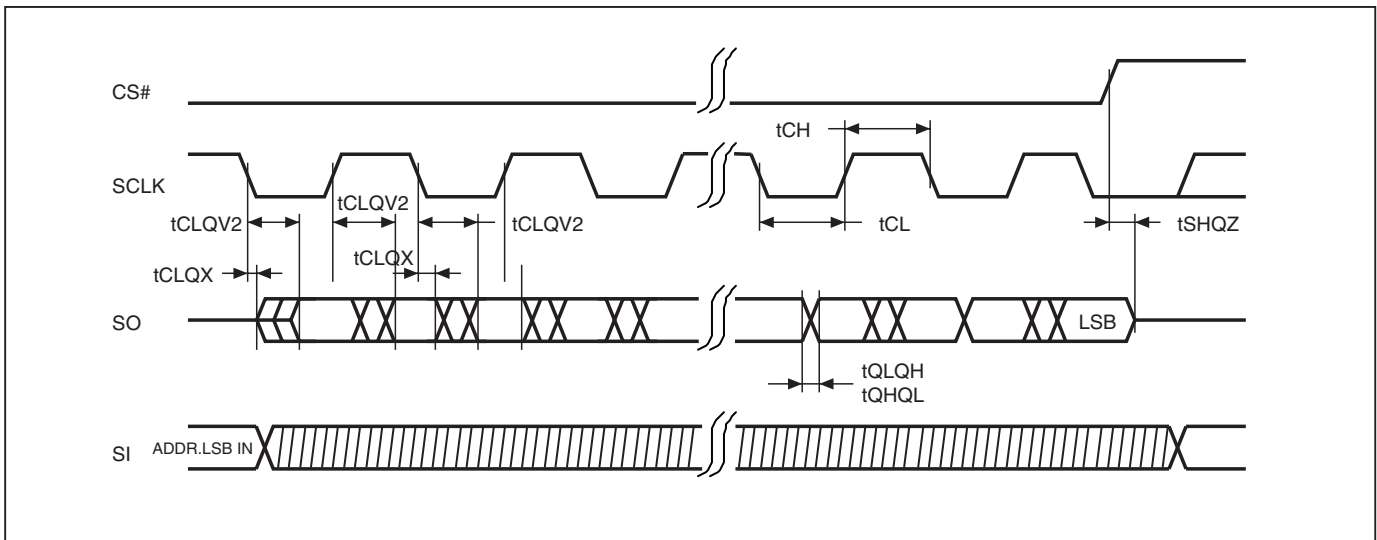 CS#
tCH
SCLK
tCLQV2
tCLQV2
tCLQV2
tCL
tSHQZ
tCLQX
tCLQX
SO
LSB
tQLQH
tQHQL
SI
ADDR.LSB IN